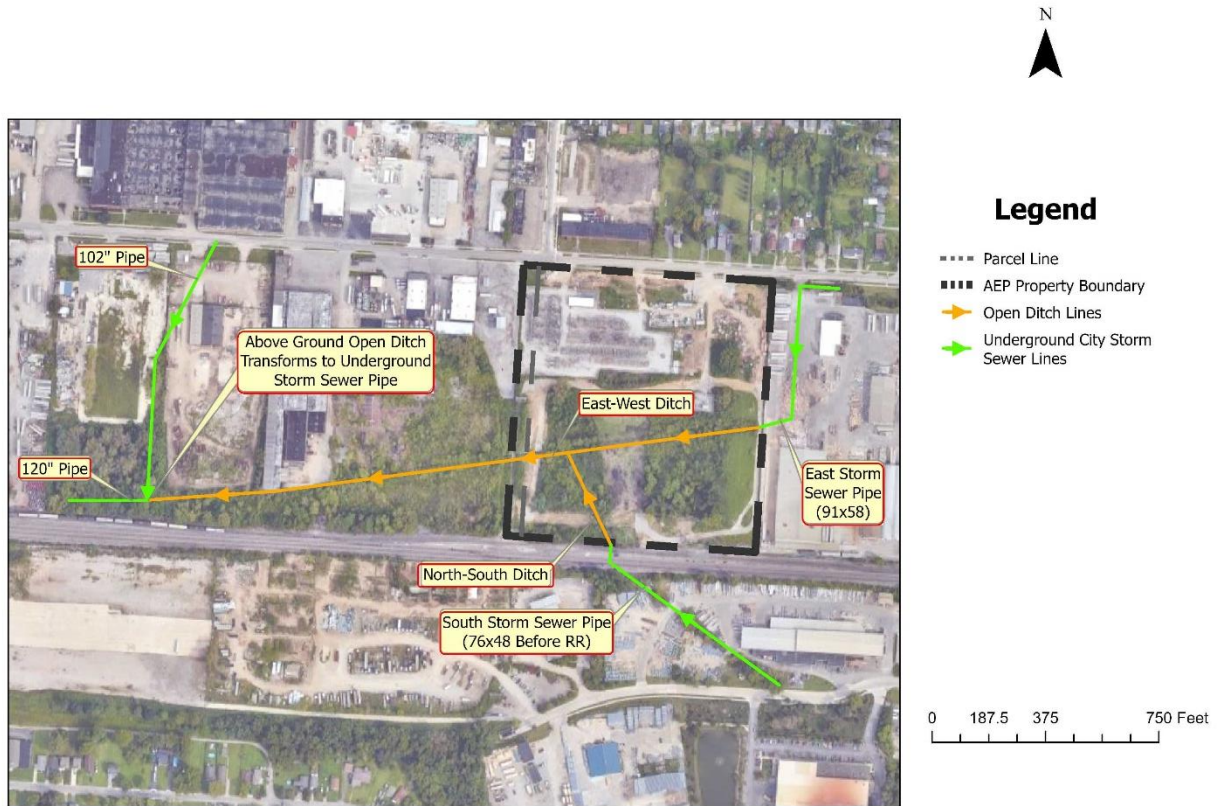 N
102" Pipe
Above Ground Open Ditch
Transforms to Underground
Storm Sewer Pipe
East-West Ditch
120" Pipe
East Storm
Sewer Pipe
(91x58)
North-South Ditch
South Storm Sewer Pipe
(76x48 Before RR)
Legend
Parcel Line
AEP Property Boundary
Open Ditch Lines
Underground City Storm
Sewer Lines
0 187.5 375 750 Feet